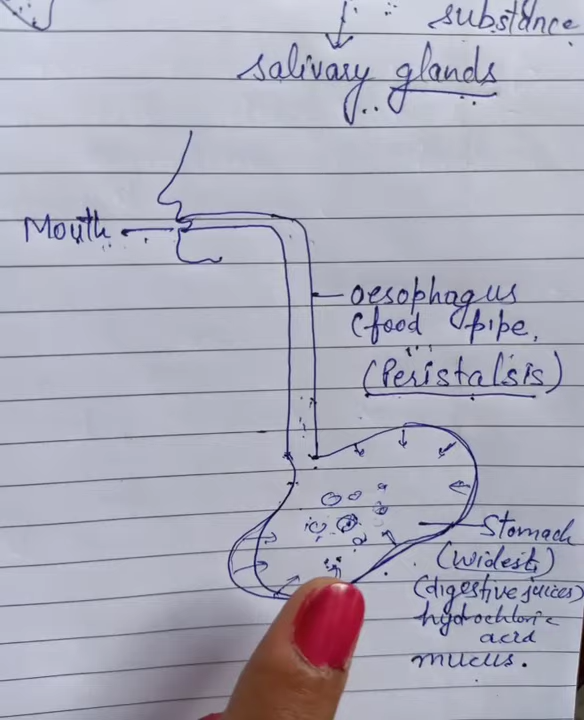 substance
salivary glands
Mouth
oesophagus
(food pipe,
(Peristalsis)
Stomach
(widest)
(digestive juices)
hydrochloric
acid
mucus.